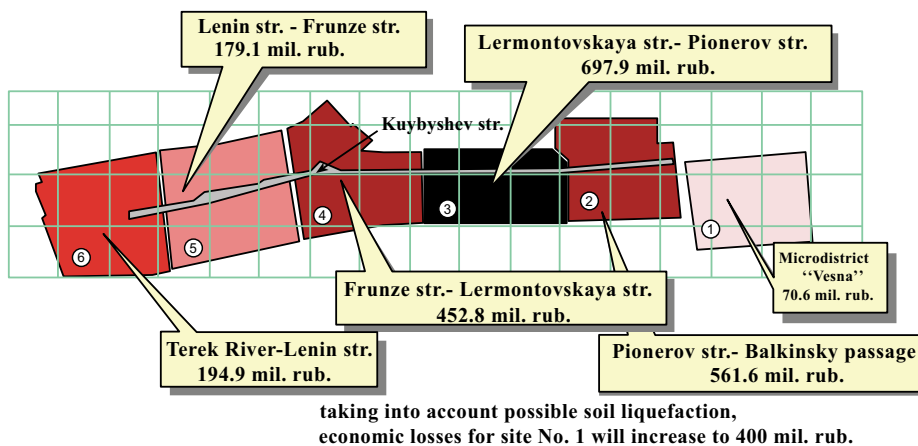 Lenin str. - Frunze str.
179.1 mil. rub.
Lermontovskaya str.- Pionerov str.
697.9 mil. rub.
Kuybyshev str.
6
5
4
3
2
1
Microdistrict
“Vesna”
70.6 mil. rub.
Frunze str.- Lermontovskaya str.
452.8 mil. rub.
Terek River-Lenin str.
194.9 mil. rub.
Pionerov str.- Balkinsky passage
561.6 mil. rub.
taking into account possible soil liquefaction,
economic losses for site No. 1 will increase to 400 mil. rub.